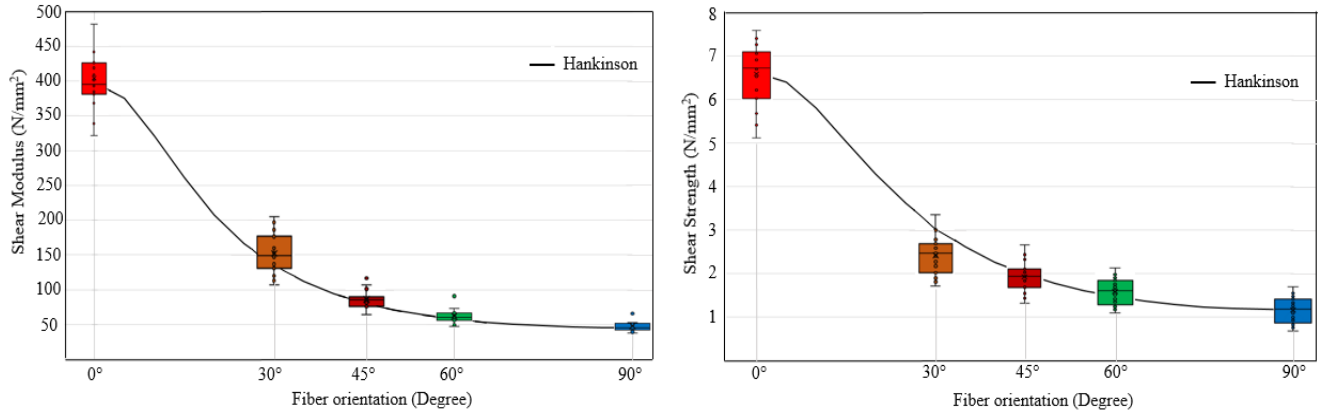 500
450
400
350
300
250
200
150
100
50
Shear Modulus (N/mm²)
Hankinson
0° 30° 45° 60° 90°
Fiber orientation (Degree)
8
7
6
5
4
3
2
1
Shear Strength (N/mm²)
Hankinson
0° 30° 45° 60° 90°
Fiber orientation (Degree)